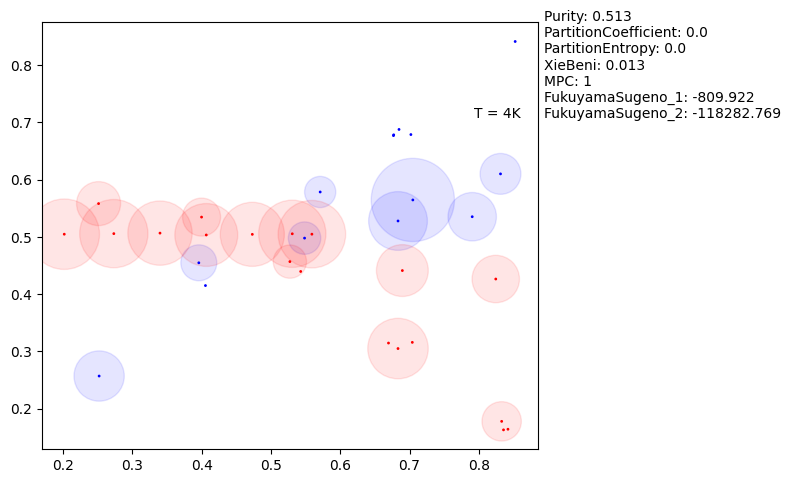 Purity: 0.513
PartitionCoefficient: 0.0
PartitionEntropy: 0.0
XieBeni: 0.013
MPC: 1
FukuyamaSugeno_1: -809.922
FukuyamaSugeno_2: -118282.769
T = 4K
0.8
0.7
0.6
0.5
0.4
0.3
0.2
0.2 0.3 0.4 0.5 0.6 0.7 0.8